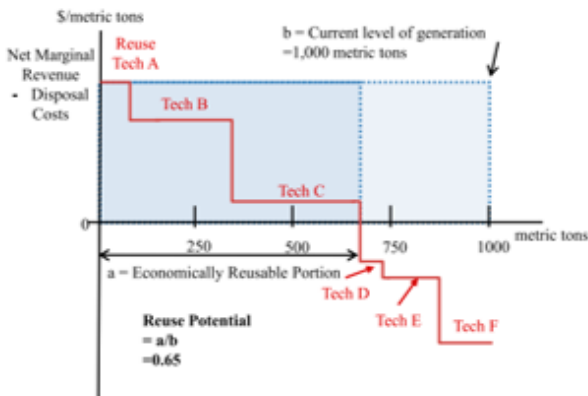 $/metric tons
Net Marginal
Revenue
- Disposal
Costs
Reuse
Tech A
b = Current level of generation
=1,000 metric tons
Tech B
Tech C
0
250
500
750
1000
metric tons
a = Economically Reusable Portion
Tech D
Tech E
Tech F
Reuse Potential
= a/b
=0.65